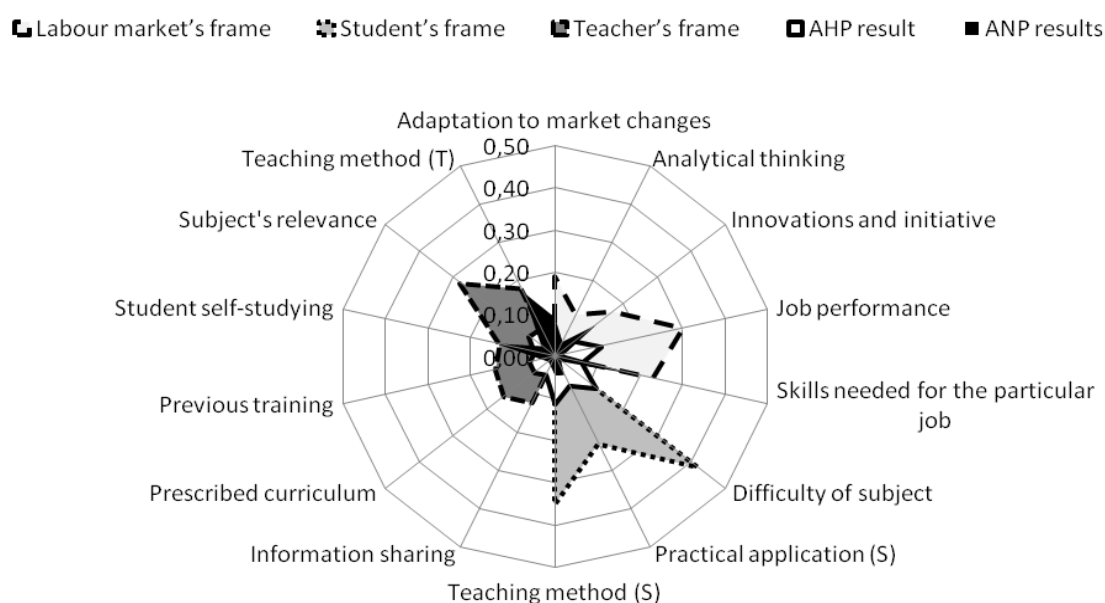 Labour market's frame Student's frame Teacher's frame AHP result ANP results
Adaptation to market changes
0,50
Teaching method (T)
Analytical thinking
0,40
Subject's relevance
Innovations and initiative
0,30
0,20
Student self-studying
Job performance
0,10
0,00
Previous training
Skills needed for the particular
job
Prescribed curriculum
Difficulty of subject
Information sharing
Practical application (S)
Teaching method (S)